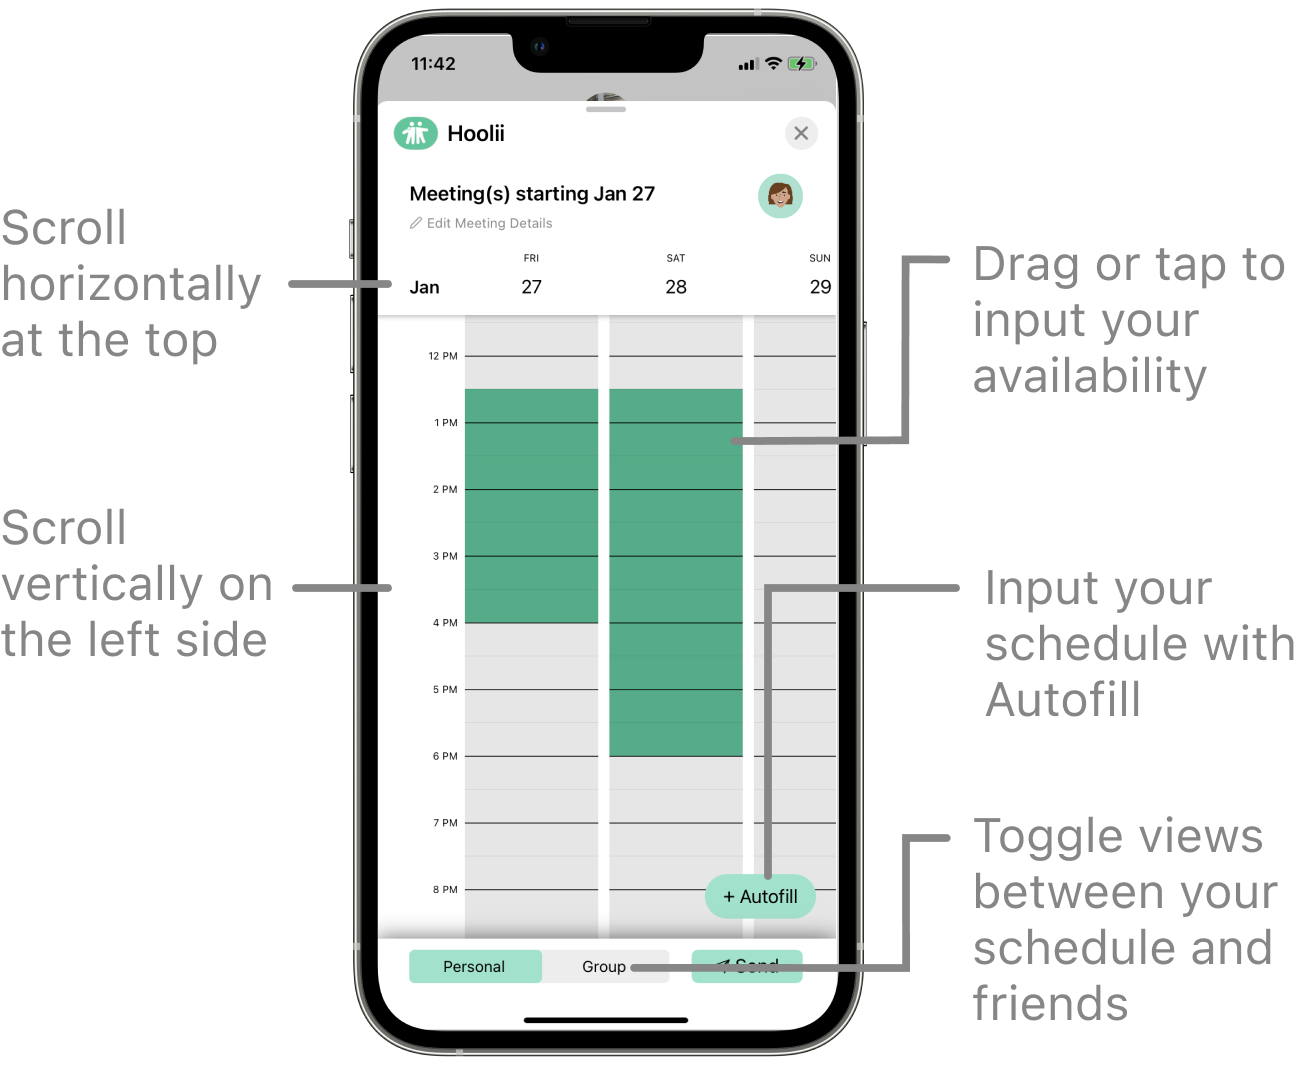 11:42
Hoolii
Meeting(s) starting Jan 27
Edit Meeting Details
FRI SAT SUN
Jan 27 28 29
12 PM
1 PM
2 PM
3 PM
4 PM
5 PM
6 PM
7 PM
8 PM
+ Autofill
Personal Group Send
Scroll
horizontally
at the top
Scroll
vertically on
the left side
Drag or tap to
input your
availability
Input your
schedule with
Autofill
Toggle views
between your
schedule and
friends